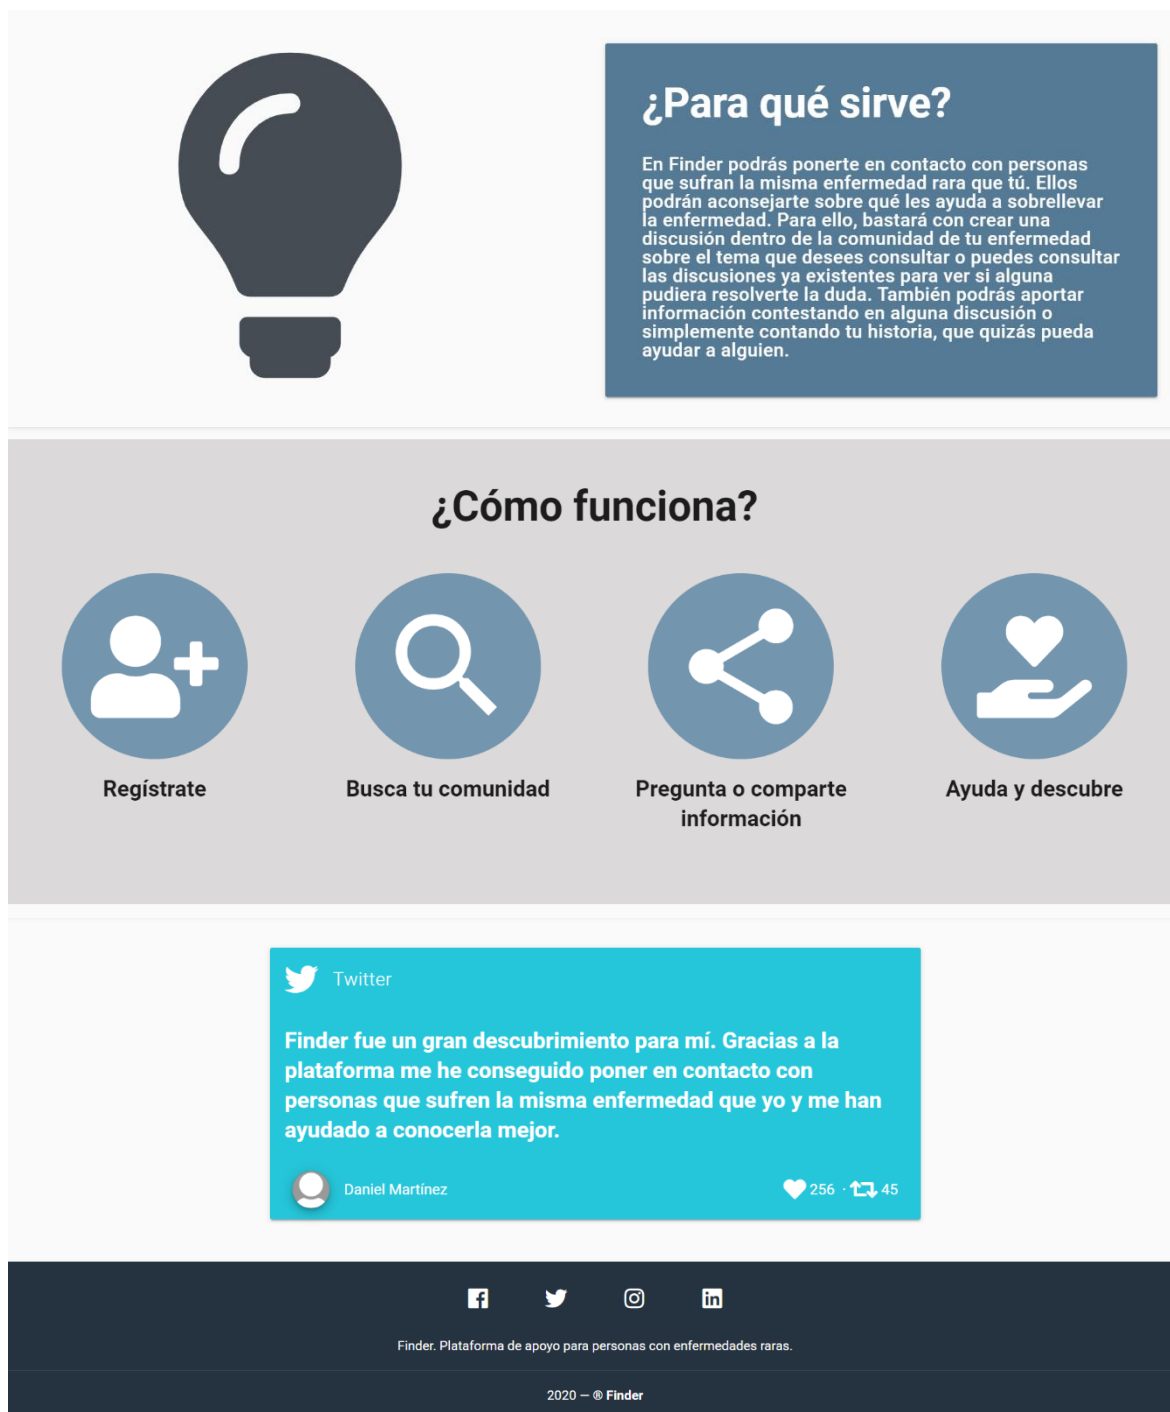 ¿Para qué sirve?
En Finder podrás ponerte en contacto con personas
que sufran la misma enfermedad rara que tú. Ellos
podrán aconsejarte sobre qué les ayuda a sobrellevar
la enfermedad. Para ello, bastará con crear una
discusión dentro de la comunidad de tu enfermedad
sobre el tema que desees consultar o puedes consultar
las discusiones ya existentes para ver si alguna
pudiera resolverte la duda. También podrás aportar
información contestando en alguna discusión o
simplemente contando tu historia, que quizás pueda
ayudar a alguien.
¿Cómo funciona?
Regístrate
Busca tu comunidad
Pregunta o comparte
información
Ayuda y descubre
Twitter
Finder fue un gran descubrimiento para mí. Gracias a la
plataforma me he conseguido poner en contacto con
personas que sufren la misma enfermedad que yo y me han
ayudado a conocerla mejor.
Daniel Martínez
256 · 45
Finder. Plataforma de apoyo para personas con enfermedades raras.
2020 — ® Finder